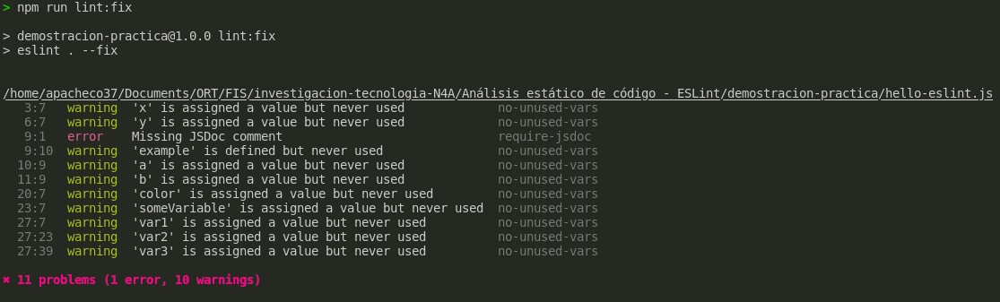 > npm run lint:fix
> demostracion-practica@1.0.0 lint:fix
> eslint . --fix
/home/apacheco37/Documents/ORT/FIS/investigacion-tecnologia-N4A/Análisis estático de código - ESLint/demostracion-practica/hello-eslint.js
3:7 warning 'x' is assigned a value but never used no-unused-vars
6:7 warning 'y' is assigned a value but never used no-unused-vars
9:1 error Missing JSDoc comment require-jsdoc
9:10 warning 'example' is defined but never used no-unused-vars
10:9 warning 'a' is assigned a value but never used no-unused-vars
11:9 warning 'b' is assigned a value but never used no-unused-vars
20:7 warning 'color' is assigned a value but never used no-unused-vars
23:7 warning 'someVariable' is assigned a value but never used no-unused-vars
27:7 warning 'var1' is assigned a value but never used no-unused-vars
27:23 warning 'var2' is assigned a value but never used no-unused-vars
27:39 warning 'var3' is assigned a value but never used no-unused-vars
✖ 11 problems (1 error, 10 warnings)